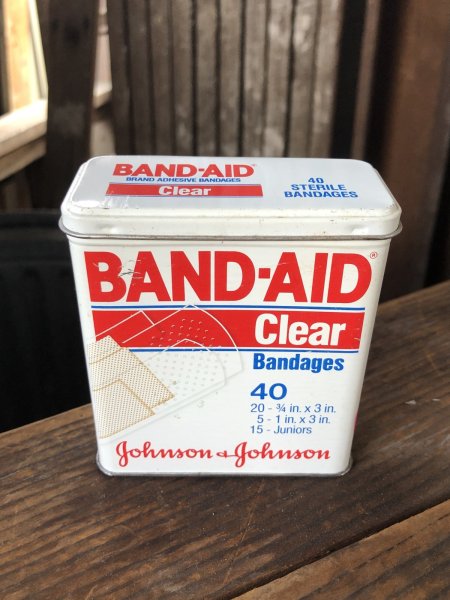 BAND-AID
BRAND ADHESIVE BANDAGES
Clear
40
STERILE
BANDAGES
BAND-AID®
Clear
Bandages
40
20 - ¾ in. x 3 in.
5 - 1 in. x 3 in.
15 - Juniors
Johnson & Johnson